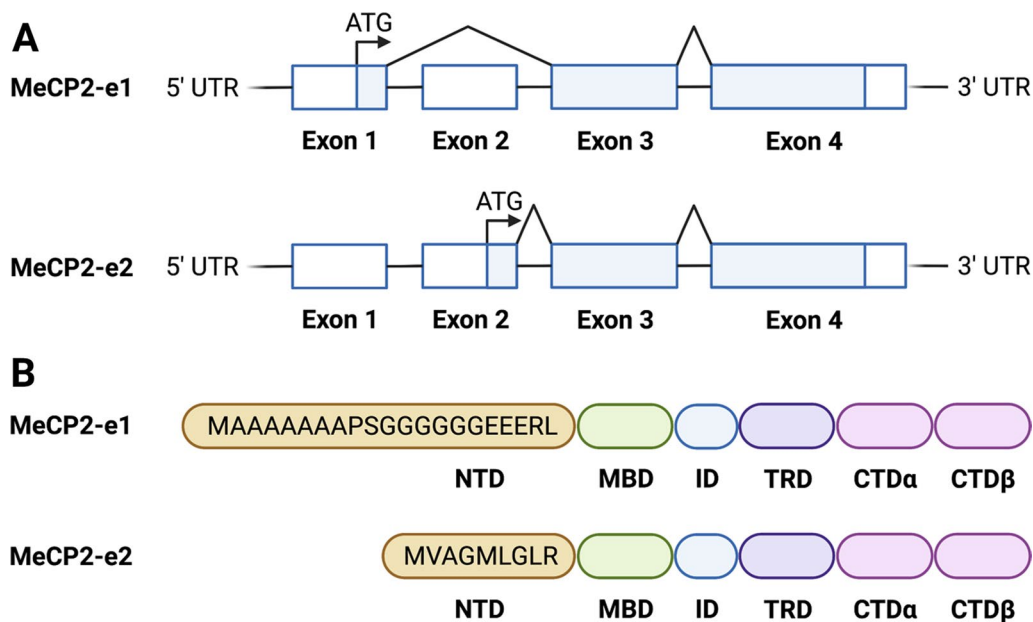 A
ATG
MeCP2-e1 5' UTR 3' UTR
Exon 1 Exon 2 Exon 3 Exon 4
ATG
MeCP2-e2 5' UTR 3' UTR
Exon 1 Exon 2 Exon 3 Exon 4
B
MeCP2-e1 MAAAAAAAPSGGGGGGEEERL
NTD MBD ID TRD CTDα CTDβ
MeCP2-e2 MVAGMLGLR
NTD MBD ID TRD CTDα CTDβ